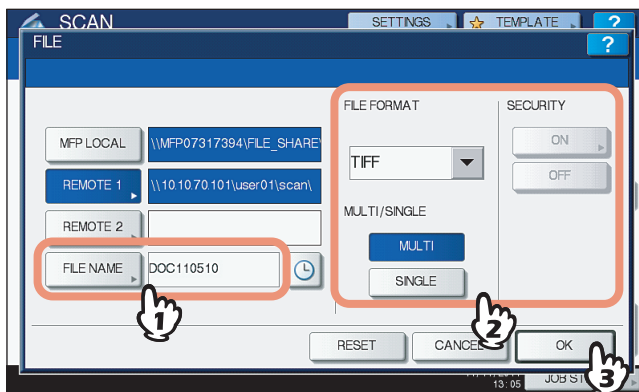 SCAN SETTINGS TEMPLATE ?
FILE ?
FILE FORMAT SECURITY
MFP LOCAL \\MFP07317394\FILE_SHARE\ ON
TIFF
REMOTE 1 \\10.10.70.101\user01\scan\ OFF
MULTI/SINGLE
REMOTE 2
MULTI
FILE NAME DOC110510
SINGLE
1
2
RESET CANCEL OK
3
13:05 JOB ST